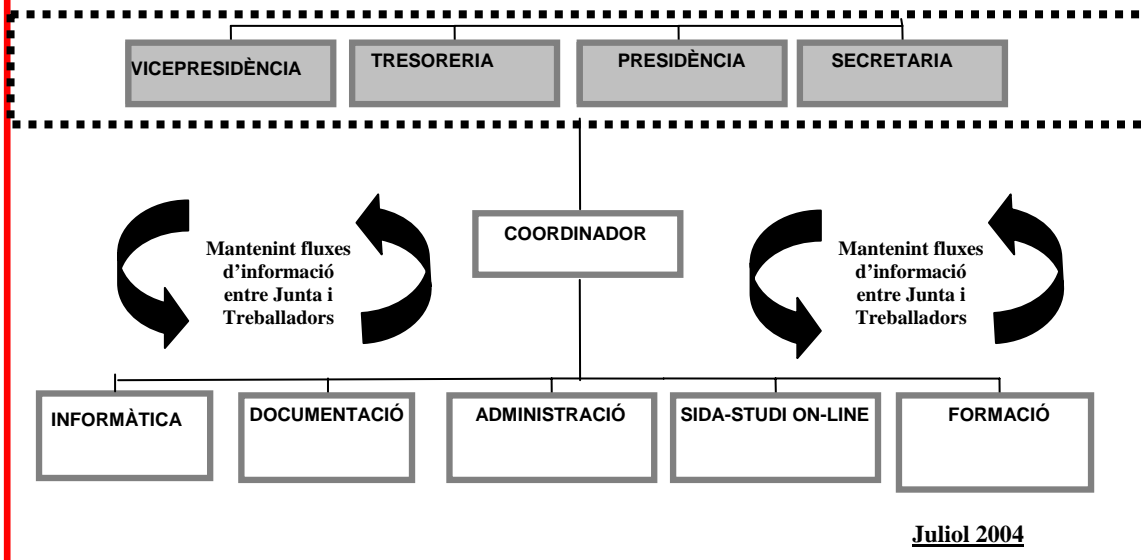 VICEPRESIDÈNCIA
TRESORERIA
PRESIDÈNCIA
SECRETARIA
COORDINADOR
Mantenint fluxes
d’informació
entre Junta i
Treballadors
Mantenint fluxes
d’informació
entre Junta i
Treballadors
INFORMÀTICA
DOCUMENTACIÓ
ADMINISTRACIÓ
SIDA-STUDI ON-LINE
FORMACIÓ
Juliol 2004